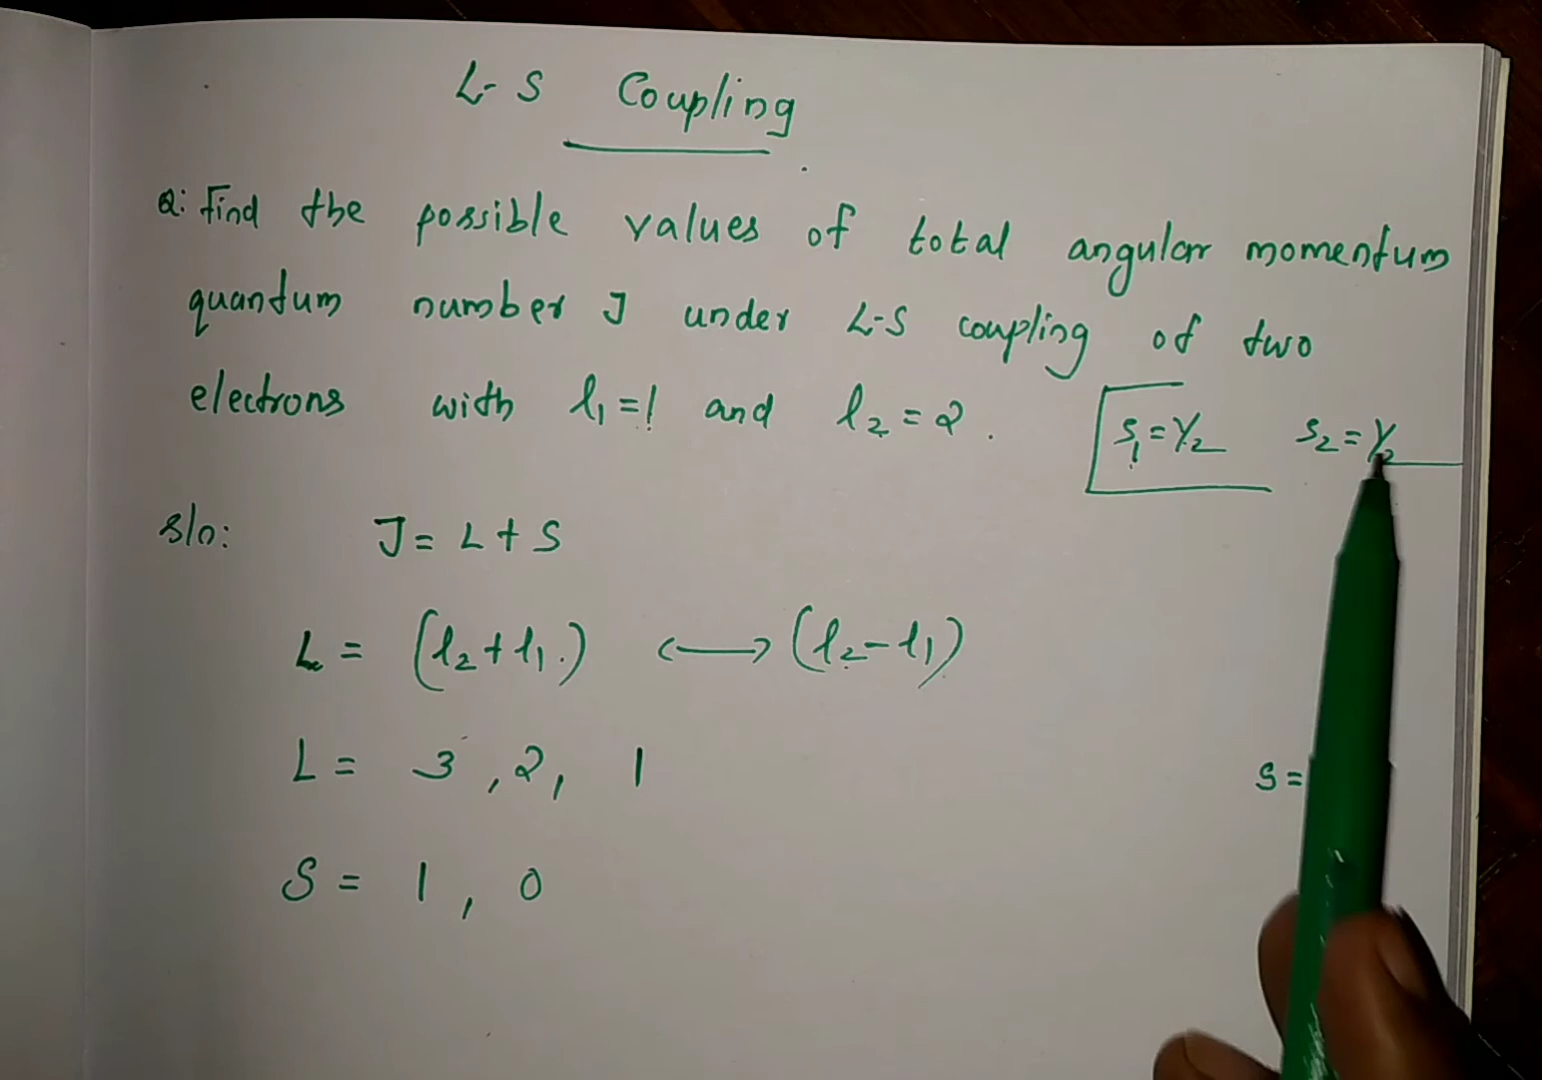 L-S Coupling
Q: Find the possible values of total angular momentum
quantum number J under L-S coupling of two
electrons with l₁=1 and l₂=2. s₁=1/2 s₂=1/2
Sln: J= L+S
L = (l₂+l₁.) ⟷ (l₂-l₁)
L = 3, 2, 1
S =
S = 1, 0